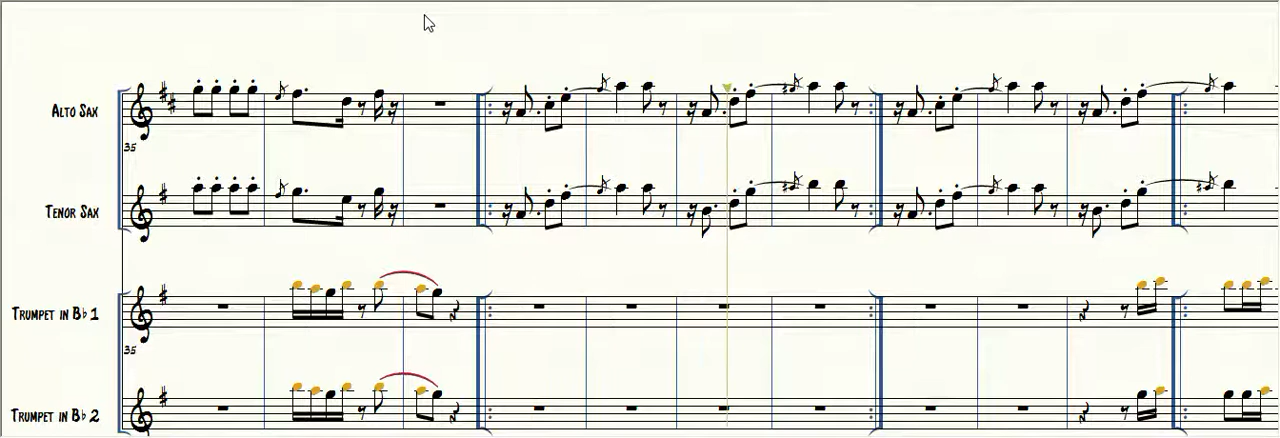 ALTO SAX
35
TENOR SAX
TRUMPET IN B♭ 1
35
TRUMPET IN B♭ 2